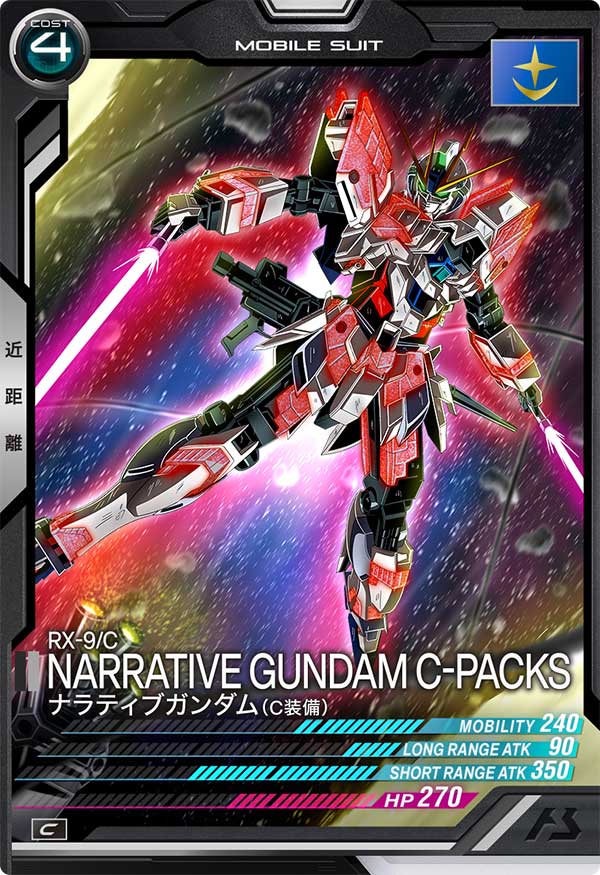 COST
4
MOBILE SUIT
近距離
RX-9/C
NARRATIVE GUNDAM C-PACKS
ナラティブガンダム(C装備)
MOBILITY 240
LONG RANGE ATK 90
SHORT RANGE ATK 350
HP 270
C